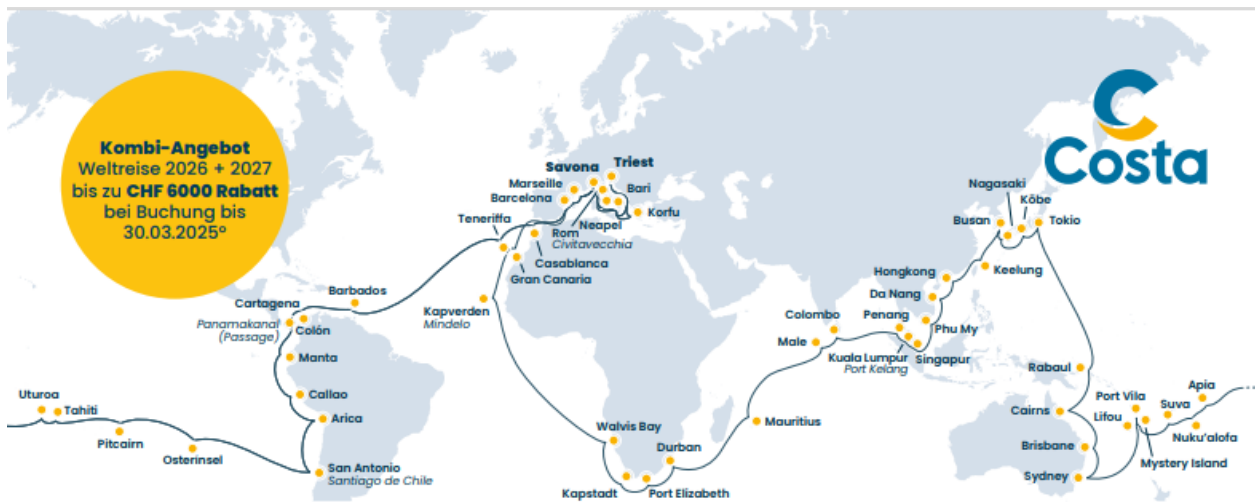 Kombi-Angebot
Weltreise 2026 + 2027
bis zu CHF 6000 Rabatt
bei Buchung bis
30.03.2025°
Costa
Savona
Triest
Marseille
Barcelona
Bari
Korfu
Neapel
Rom
Civitavecchia
Teneriffa
Casablanca
Gran Canaria
Barbados
Cartagena
Panamakanal
(Passage)
Colón
Manta
Callao
Arica
San Antonio
Santiago de Chile
Osterinsel
Pitcairn
Uturoa
Tahiti
Kapverden
Mindelo
Walvis Bay
Kapstadt
Port Elizabeth
Durban
Mauritius
Male
Colombo
Penang
Kuala Lumpur
Port Kelang
Singapur
Phu My
Da Nang
Hongkong
Keelung
Busan
Nagasaki
Kōbe
Tokio
Rabaul
Cairns
Brisbane
Sydney
Lifou
Port Vila
Mystery Island
Suva
Nuku'alofa
Apia